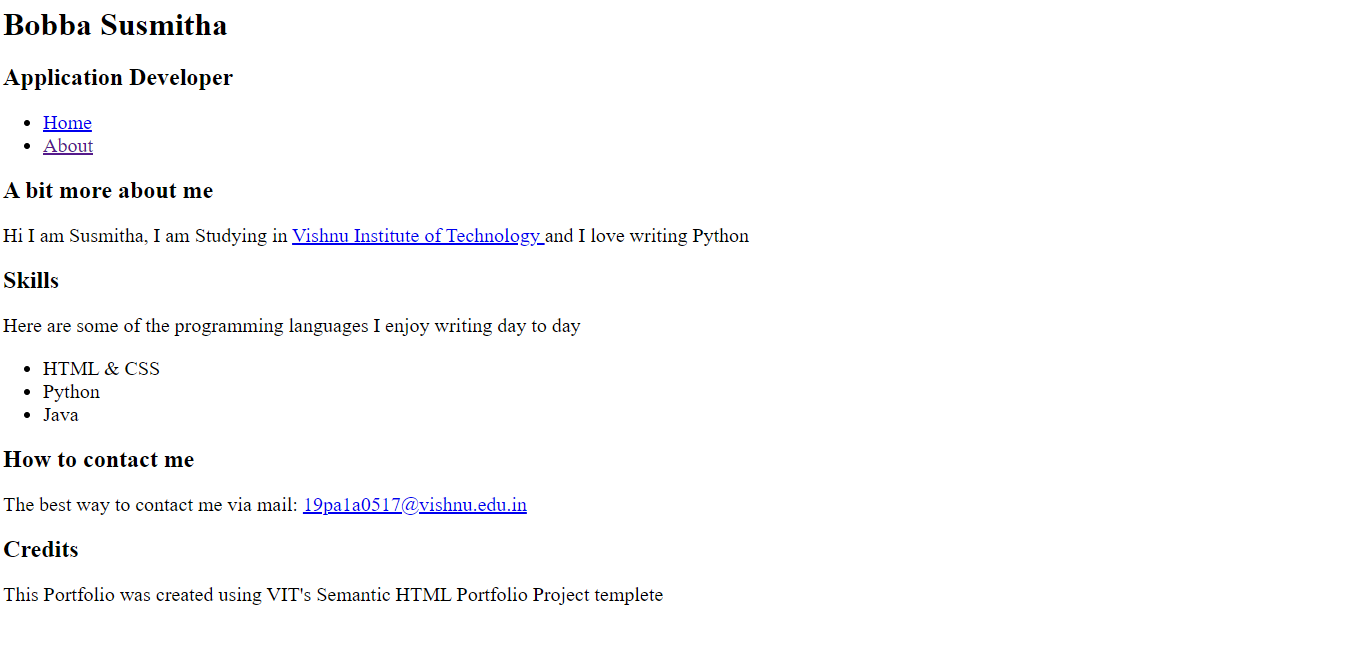 Bobba Susmitha
Application Developer
Home
About
A bit more about me
Hi I am Susmitha, I am Studying in Vishnu Institute of Technology and I love writing Python
Skills
Here are some of the programming languages I enjoy writing day to day
HTML & CSS
Python
Java
How to contact me
The best way to contact me via mail: 19pa1a0517@vishnu.edu.in
Credits
This Portfolio was created using VIT's Semantic HTML Portfolio Project templete